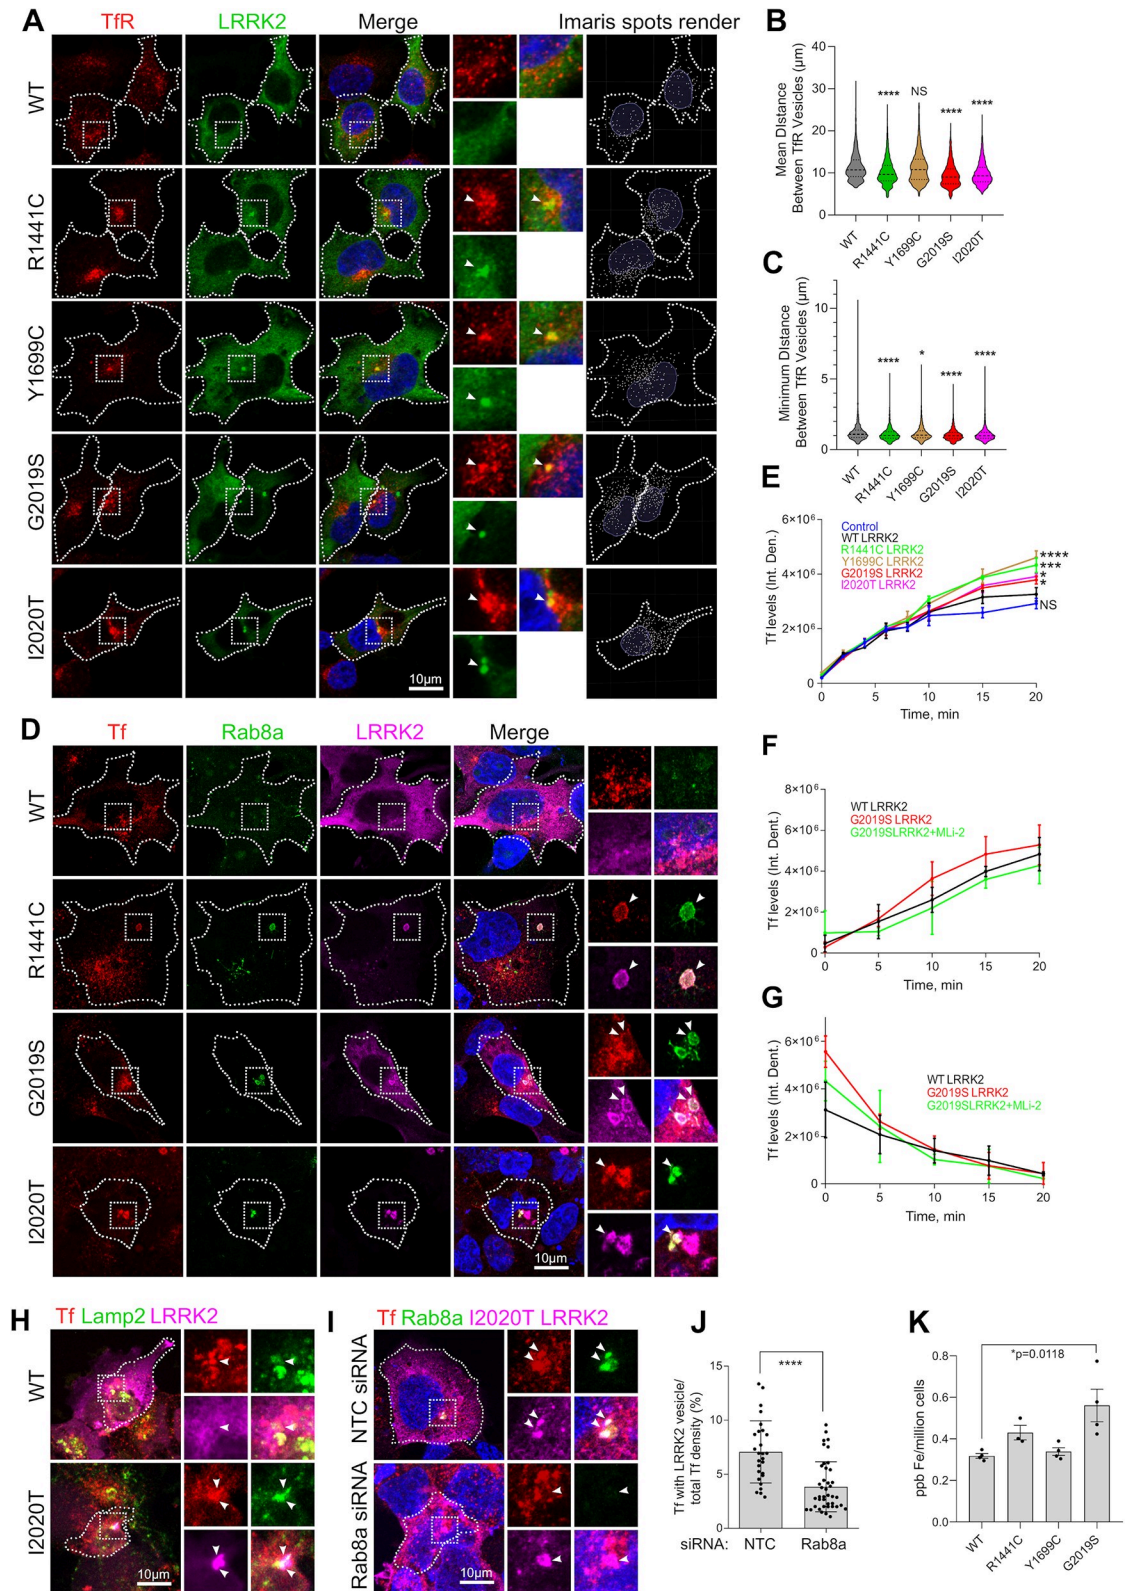 A
TfR
LRRK2
Merge
Imaris spots render
WT
R1441C
Y1699C
G2019S
I2020T
10µm
B
Mean DIstance
Between TfR Vesicles (µm)
40
30
20
10
0
****
NS
****
****
WT
R1441C
Y1699C
G2019S
I2020T
C
Minimum DIstance
Between TfR Vesicles (µm)
10
5
0
****
*
****
****
WT
R1441C
Y1699C
G2019S
I2020T
D
Tf
Rab8a
LRRK2
Merge
WT
R1441C
G2019S
I2020T
10µm
E
Tf levels (Int. Den.)
6×10⁶
4×10⁶
2×10⁶
0
Control
WT LRRK2
R1441C LRRK2
Y1699C LRRK2
G2019S LRRK2
I2020T LRRK2
****
***
*
*
NS
0 5 10 15 20
Time, min
F
Tf levels (Int. Dent.)
8×10⁶
6×10⁶
4×10⁶
2×10⁶
0
WT LRRK2
G2019S LRRK2
G2019SLRRK2+MLi-2
0 5 10 15 20
Time, min
G
Tf levels (Int. Dent.)
6×10⁶
4×10⁶
2×10⁶
0
WT LRRK2
G2019S LRRK2
G2019SLRRK2+MLi-2
0 5 10 15 20
Time, min
H
Tf Lamp2 LRRK2
WT
I2020T
10µm
I
Tf Rab8a I2020T LRRK2
NTC siRNA
Rab8a siRNA
10µm
J
Tf with LRRK2 vesicle/
total Tf density (%)
15
10
5
0
****
siRNA: NTC Rab8a
K
ppb Fe/million cells
0.8
0.6
0.4
0.2
0.0
*p=0.0118
WT
R1441C
Y1699C
G2019S